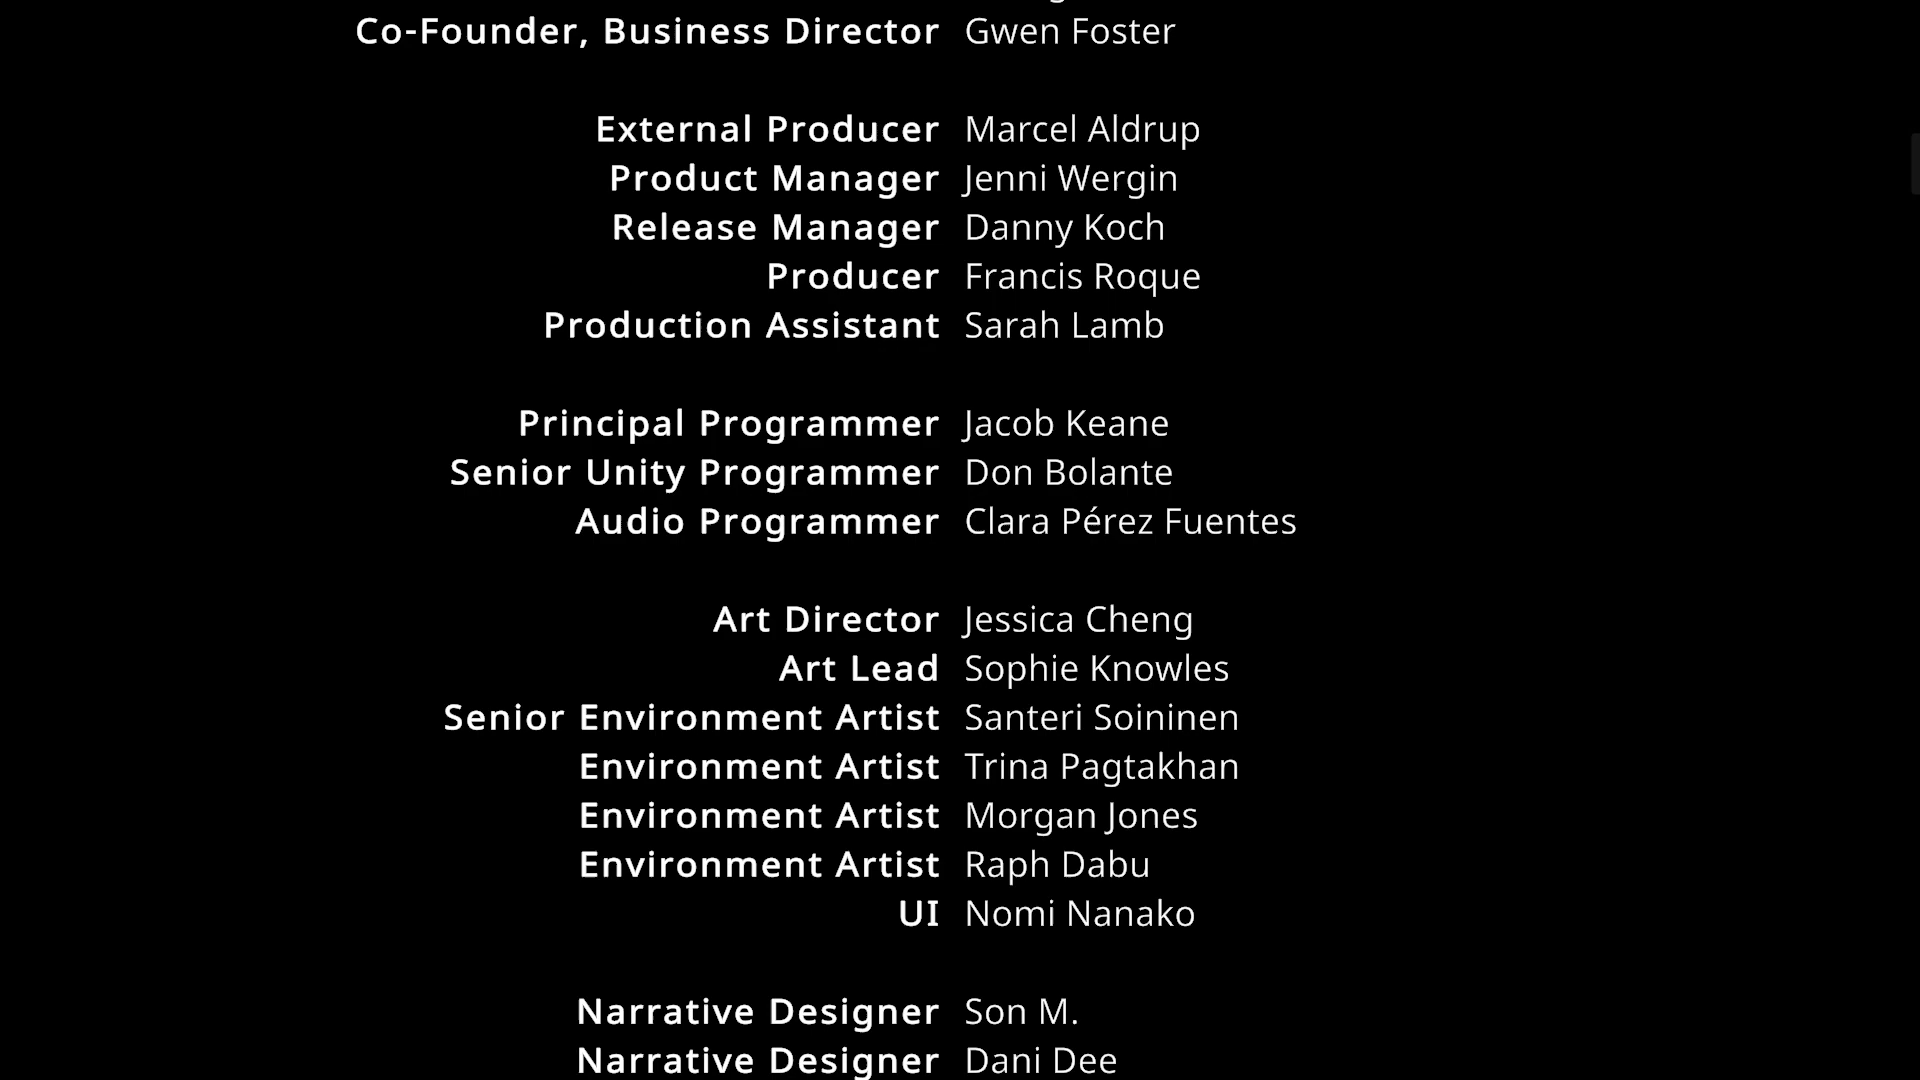 Co-Founder, Business Director Gwen Foster
External Producer Marcel Aldrup
Product Manager Jenni Wergin
Release Manager Danny Koch
Producer Francis Roque
Production Assistant Sarah Lamb
Principal Programmer Jacob Keane
Senior Unity Programmer Don Bolante
Audio Programmer Clara Pérez Fuentes
Art Director Jessica Cheng
Art Lead Sophie Knowles
Senior Environment Artist Santeri Soininen
Environment Artist Trina Pagtakhan
Environment Artist Morgan Jones
Environment Artist Raph Dabu
UI Nomi Nanako
Narrative Designer Son M.
Narrative Designer Dani Dee